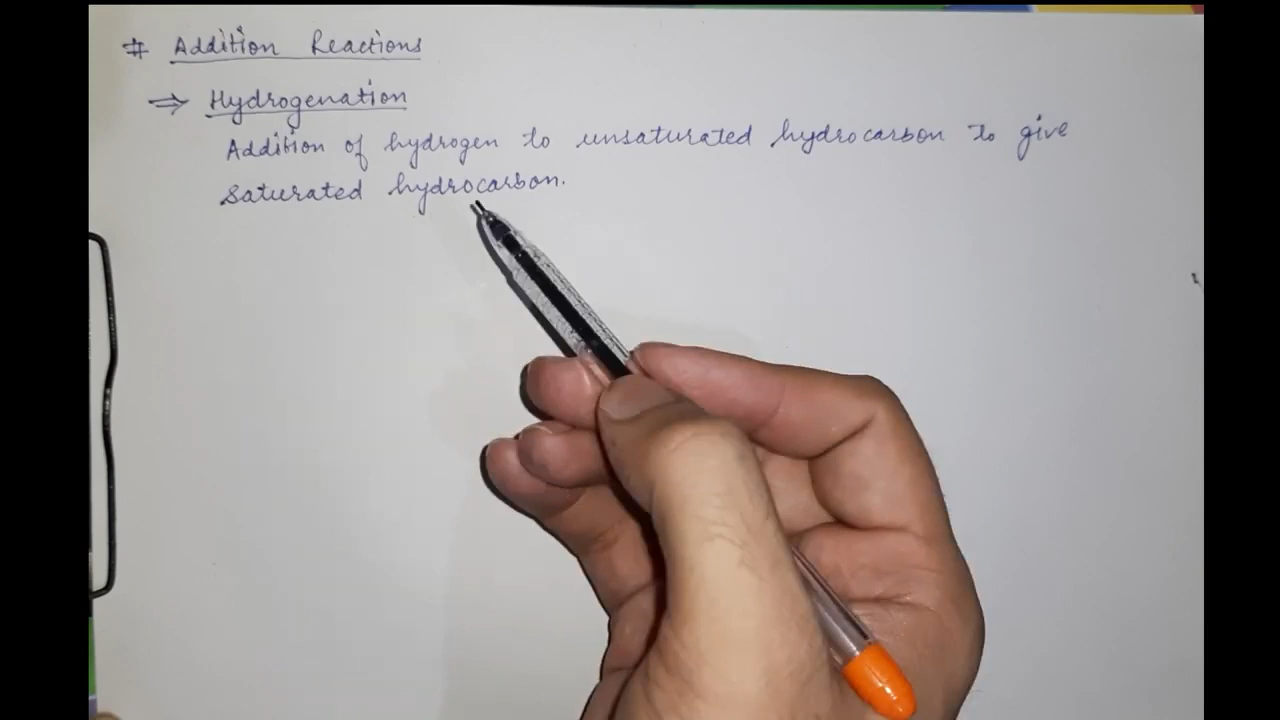 # Addition Reactions
⇒ Hydrogenation
Addition of hydrogen to unsaturated hydrocarbon to give
saturated hydrocarbon.